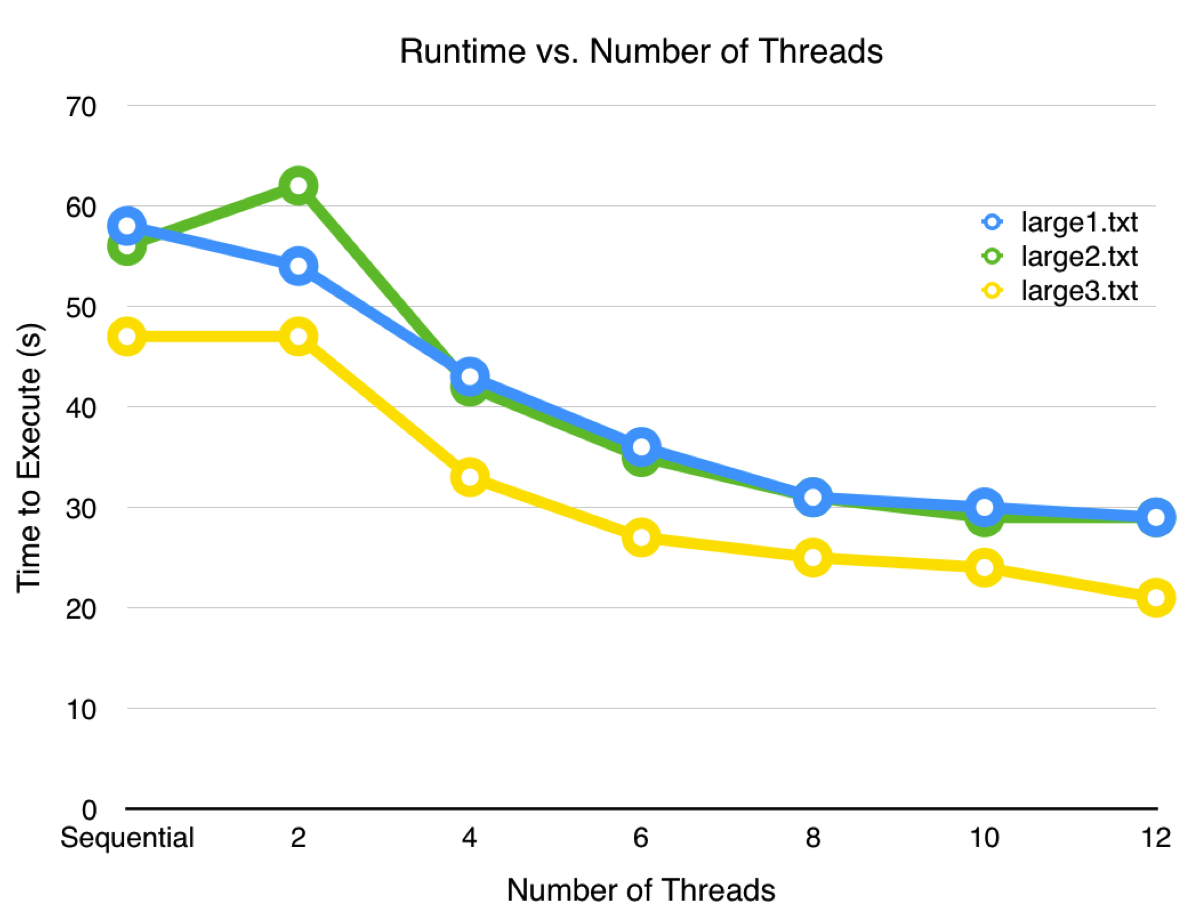 Runtime vs. Number of Threads
70
60
50
40
30
20
10
0
Time to Execute (s)
large1.txt
large2.txt
large3.txt
Sequential 2 4 6 8 10 12
Number of Threads